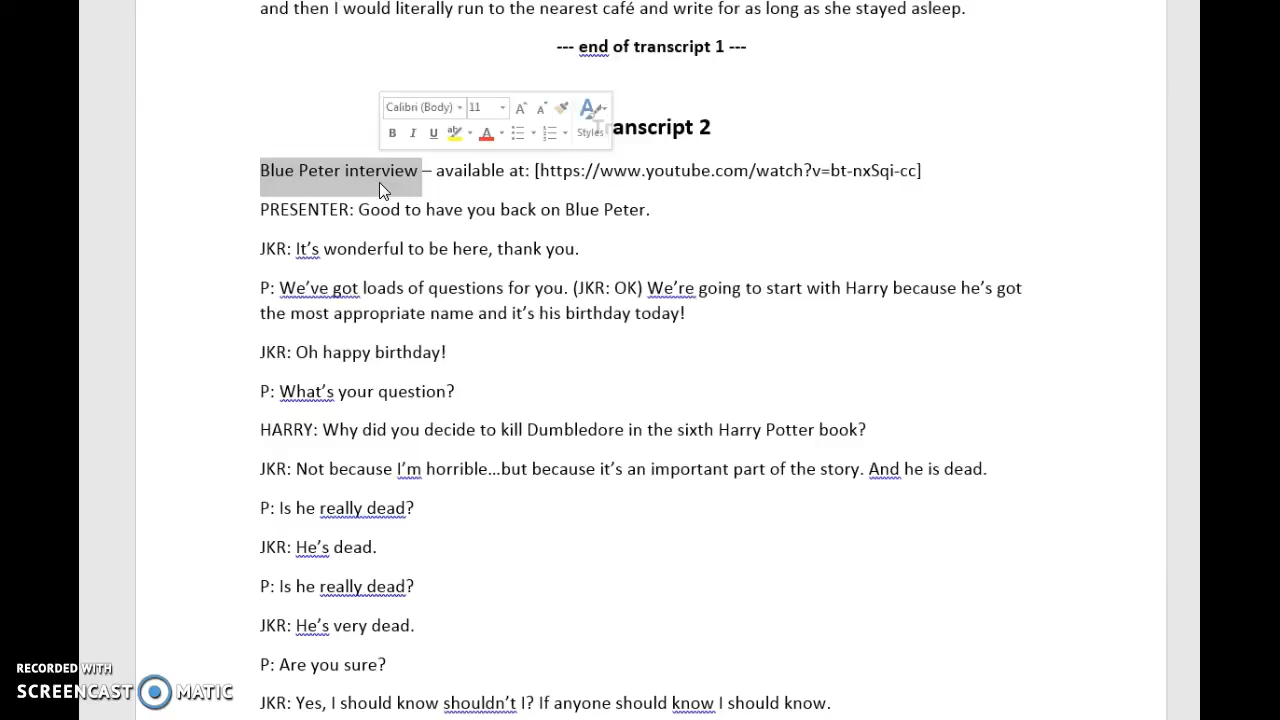 and then I would literally run to the nearest café and write for as long as she stayed asleep.
--- end of transcript 1 ---
Calibri (Body) 11
B I U ab A Styles
Transcript 2
Blue Peter interview – available at: [https://www.youtube.com/watch?v=bt-nxSqi-cc]
PRESENTER: Good to have you back on Blue Peter.
JKR: It’s wonderful to be here, thank you.
P: We’ve got loads of questions for you. (JKR: OK) We’re going to start with Harry because he’s got
the most appropriate name and it’s his birthday today!
JKR: Oh happy birthday!
P: What’s your question?
HARRY: Why did you decide to kill Dumbledore in the sixth Harry Potter book?
JKR: Not because I’m horrible…but because it’s an important part of the story. And he is dead.
P: Is he really dead?
JKR: He’s dead.
P: Is he really dead?
JKR: He’s very dead.
P: Are you sure?
JKR: Yes, I should know shouldn’t I? If anyone should know I should know.
RECORDED WITH
SCREENCAST MATIC